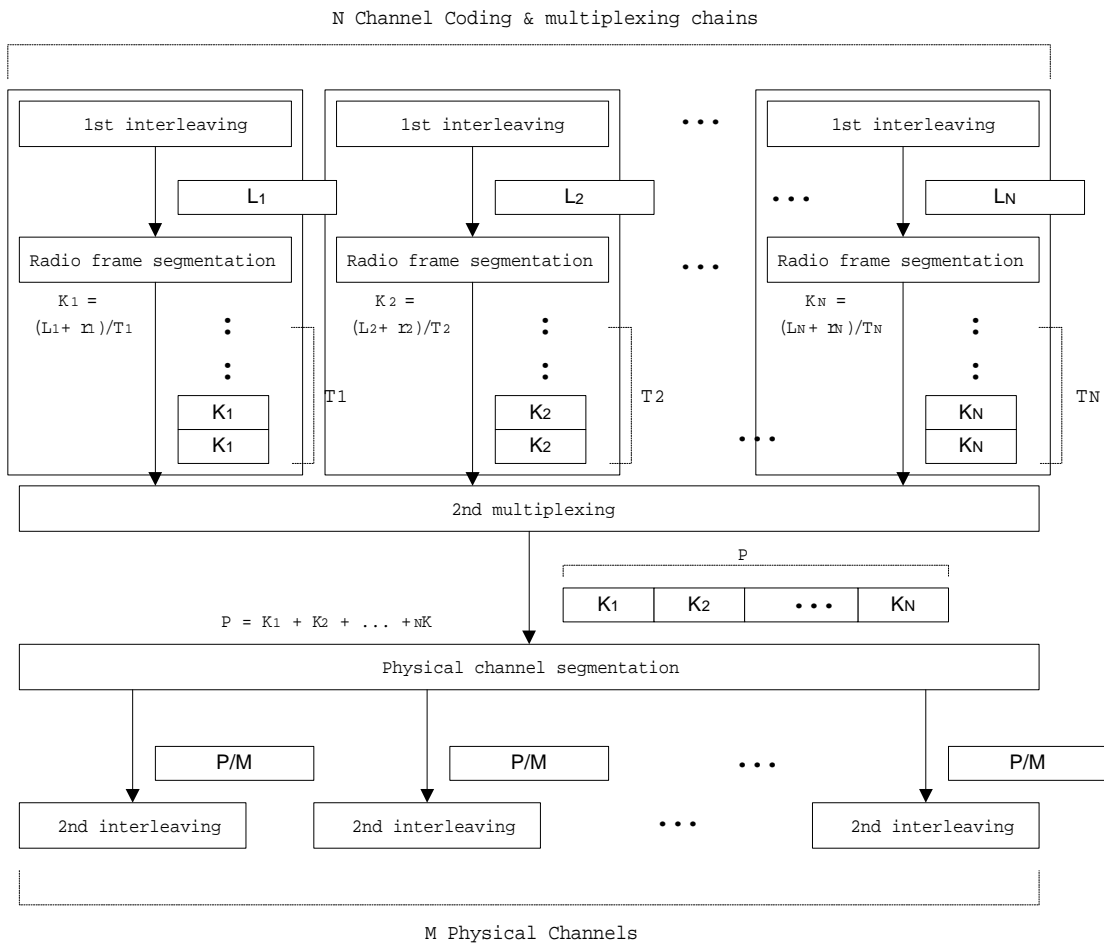 N Channel Coding & multiplexing chains
1st interleaving
1st interleaving
...
1st interleaving
L1
L2
...
LN
Radio frame segmentation
Radio frame segmentation
...
Radio frame segmentation
K1 =
(L1+ r1)/T1
K2 =
(L2+ r2)/T2
KN =
(LN+ rN)/TN
T1
T2
TN
K1
K2
KN
K1
K2
...
KN
2nd multiplexing
P
K1
K2
...
KN
P = K1 + K2 + ... +NK
Physical channel segmentation
P/M
P/M
...
P/M
2nd interleaving
2nd interleaving
...
2nd interleaving
M Physical Channels